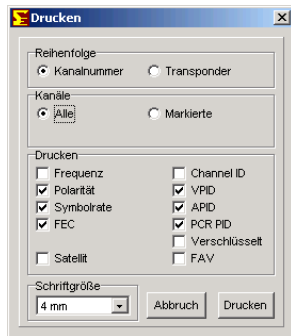 Drucken
Reihenfolge
Kanalnummer Transponder
Kanäle
Alle Markierte
Drucken
Frequenz Channel ID
Polarität VPID
Symbolrate APID
FEC PCR PID
Verschlüsselt
Satellit FAV
Schriftgröße
4 mm Abbruch Drucken